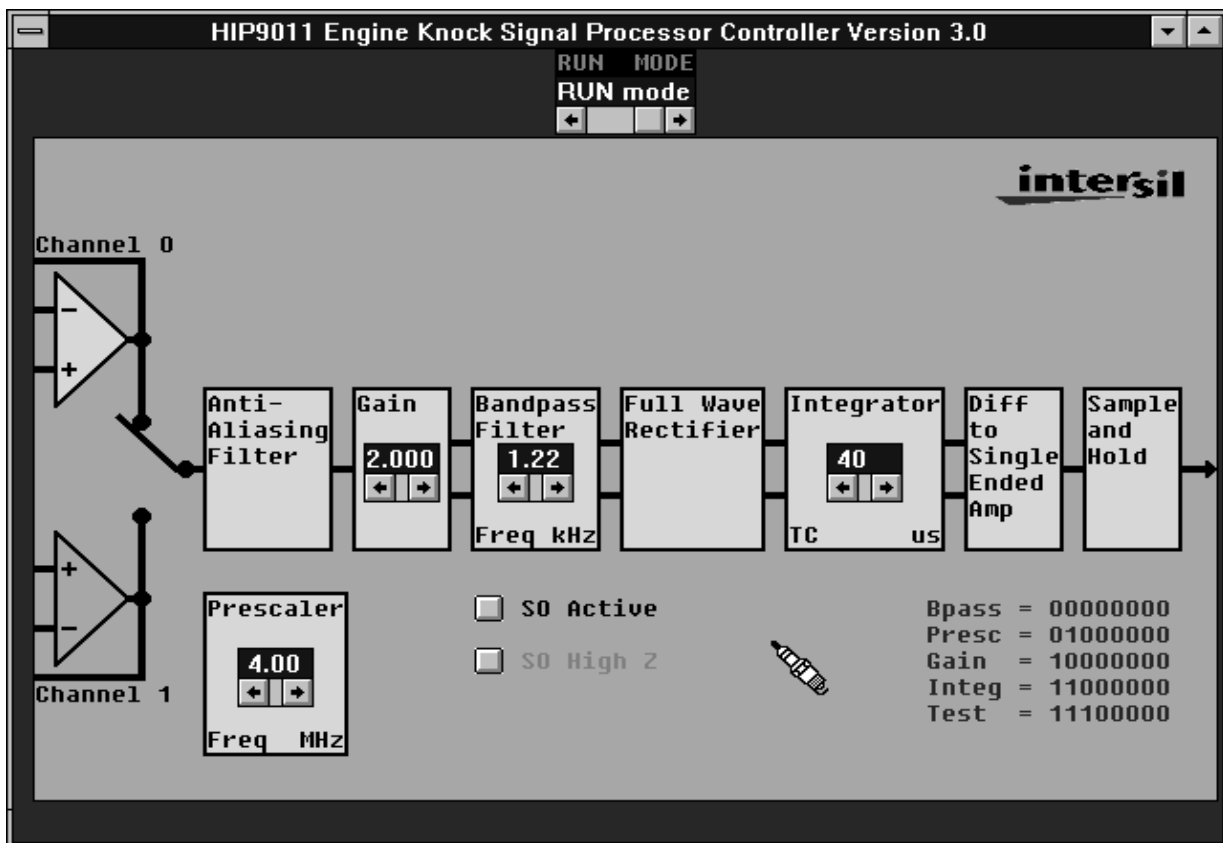 HIP9011 Engine Knock Signal Processor Controller Version 3.0
RUN MODE
RUN mode
intersil
Channel 0
-
+
Anti-
Aliasing
Filter
Gain
2.000
Bandpass
Filter
1.22
Freq kHz
Full Wave
Rectifier
Integrator
40
TC us
Diff
to
Single
Ended
Amp
Sample
and
Hold
+
-
Channel 1
Prescaler
4.00
Freq MHz
SO Active
SO High Z
Bpass = 00000000
Presc = 01000000
Gain = 10000000
Integ = 11000000
Test = 11100000